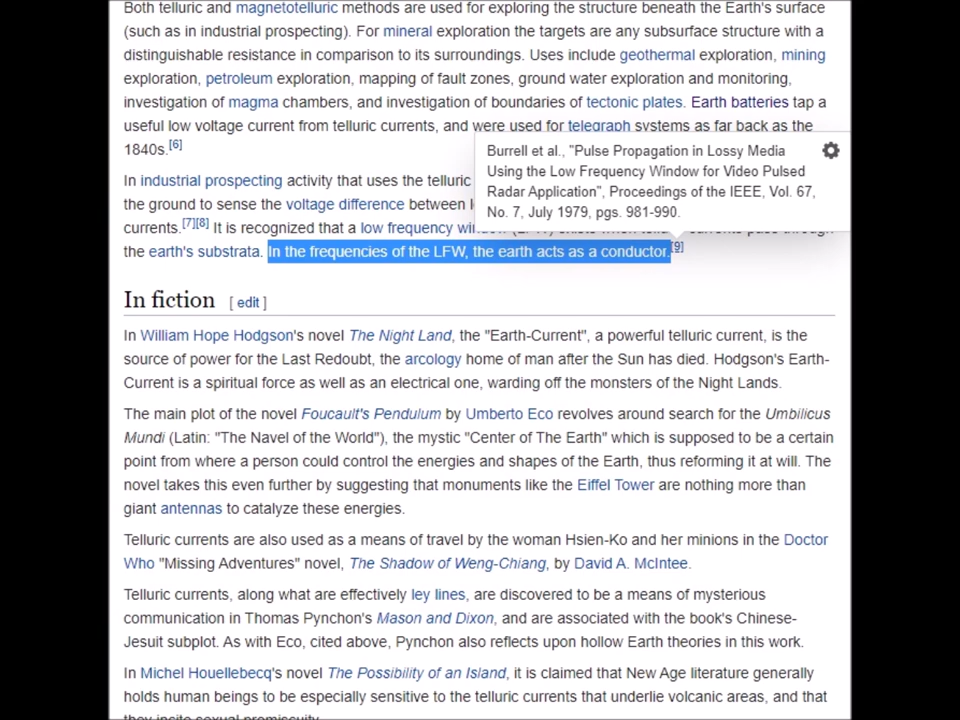 Both telluric and magnetotelluric methods are used for exploring the structure beneath the Earth's surface
(such as in industrial prospecting). For mineral exploration the targets are any subsurface structure with a
distinguishable resistance in comparison to its surroundings. Uses include geothermal exploration, mining
exploration, petroleum exploration, mapping of fault zones, ground water exploration and monitoring,
investigation of magma chambers, and investigation of boundaries of tectonic plates. Earth batteries tap a
useful low voltage current from telluric currents, and were used for telegraph systems as far back as the
1840s.[6]
In industrial prospecting activity that uses the telluric
the ground to sense the voltage difference between
currents.[7][8] It is recognized that a low frequency
the earth's substrata. In the frequencies of the LFW, the earth acts as a conductor.[9]
Burrell et al., "Pulse Propagation in Lossy Media
Using the Low Frequency Window for Video Pulsed
Radar Application", Proceedings of the IEEE, Vol. 67,
No. 7, July 1979, pgs. 981-990.
In fiction [ edit ]
In William Hope Hodgson's novel The Night Land, the "Earth-Current", a powerful telluric current, is the
source of power for the Last Redoubt, the arcology home of man after the Sun has died. Hodgson's Earth-
Current is a spiritual force as well as an electrical one, warding off the monsters of the Night Lands.
The main plot of the novel Foucault's Pendulum by Umberto Eco revolves around search for the Umbilicus
Mundi (Latin: "The Navel of the World"), the mystic "Center of The Earth" which is supposed to be a certain
point from where a person could control the energies and shapes of the Earth, thus reforming it at will. The
novel takes this even further by suggesting that monuments like the Eiffel Tower are nothing more than
giant antennas to catalyze these energies.
Telluric currents are also used as a means of travel by the woman Hsien-Ko and her minions in the Doctor
Who "Missing Adventures" novel, The Shadow of Weng-Chiang, by David A. McIntee.
Telluric currents, along what are effectively ley lines, are discovered to be a means of mysterious
communication in Thomas Pynchon's Mason and Dixon, and are associated with the book's Chinese-
Jesuit subplot. As with Eco, cited above, Pynchon also reflects upon hollow Earth theories in this work.
In Michel Houellebecq's novel The Possibility of an Island, it is claimed that New Age literature generally
holds human beings to be especially sensitive to the telluric currents that underlie volcanic areas, and that
they incite sexual promiscuity.